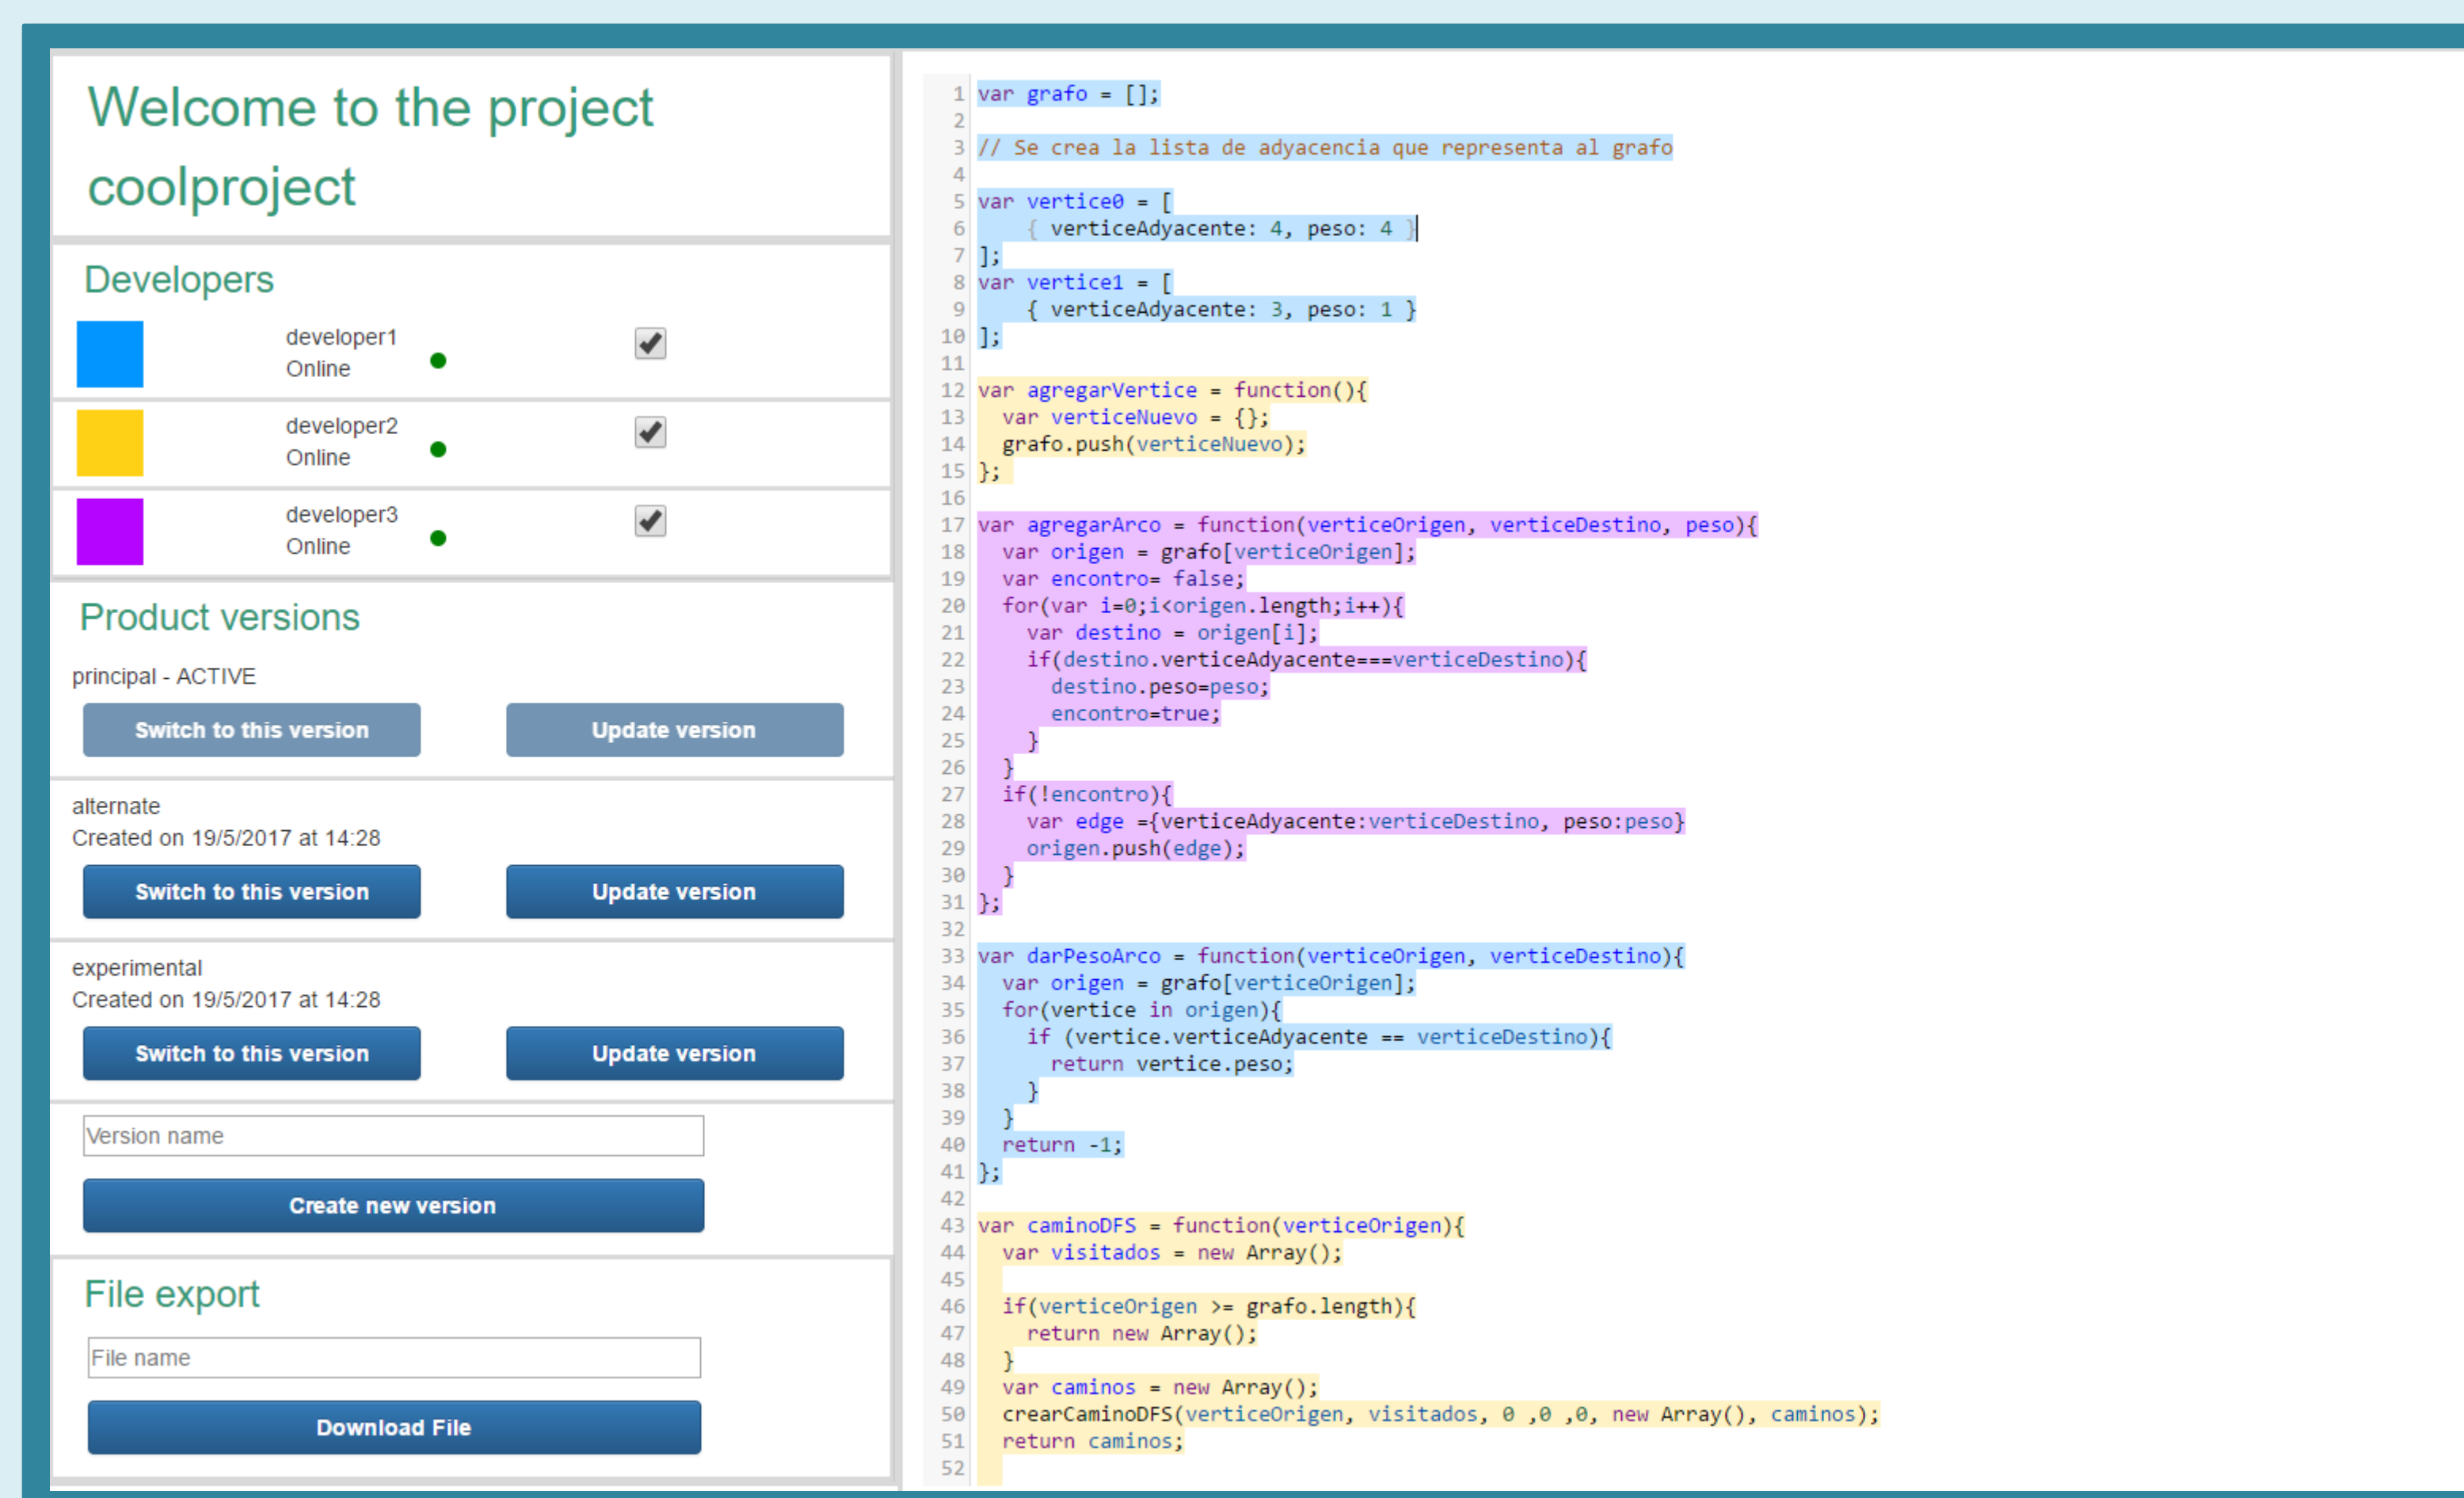 Welcome to the project
coolproject
Developers
developer1
Online
developer2
Online
developer3
Online
Product versions
principal - ACTIVE
Switch to this version
Update version
alternate
Created on 19/5/2017 at 14:28
Switch to this version
Update version
experimental
Created on 19/5/2017 at 14:28
Switch to this version
Update version
Version name
Create new version
File export
File name
Download File
1 var grafo = [];
2
3 // Se crea la lista de adyacencia que representa al grafo
4
5 var vertice0 = [
6     { verticeAdyacente: 4, peso: 4 }
7 ];
8 var vertice1 = [
9     { verticeAdyacente: 3, peso: 1 }
10 ];
11
12 var agregarVertice = function(){
13   var verticeNuevo = {};
14   grafo.push(verticeNuevo);
15 };
16
17 var agregarArco = function(verticeOrigen, verticeDestino, peso){
18   var origen = grafo[verticeOrigen];
19   var encontro= false;
20   for(var i=0;i<origen.length;i++){
21     var destino = origen[i];
22     if(destino.verticeAdyacente===verticeDestino){
23       destino.peso=peso;
24       encontro=true;
25     }
26   }
27   if(!encontro){
28     var edge ={verticeAdyacente:verticeDestino, peso:peso}
29     origen.push(edge);
30   }
31 };
32
33 var darPesoArco = function(verticeOrigen, verticeDestino){
34   var origen = grafo[verticeOrigen];
35   for(vertice in origen){
36     if (vertice.verticeAdyacente == verticeDestino){
37       return vertice.peso;
38     }
39   }
40   return -1;
41 };
42
43 var caminoDFS = function(verticeOrigen){
44   var visitados = new Array();
45
46   if(verticeOrigen >= grafo.length){
47     return new Array();
48   }
49   var caminos = new Array();
50   crearCaminoDFS(verticeOrigen, visitados, 0 ,0 ,0, new Array(), caminos);
51   return caminos;
52